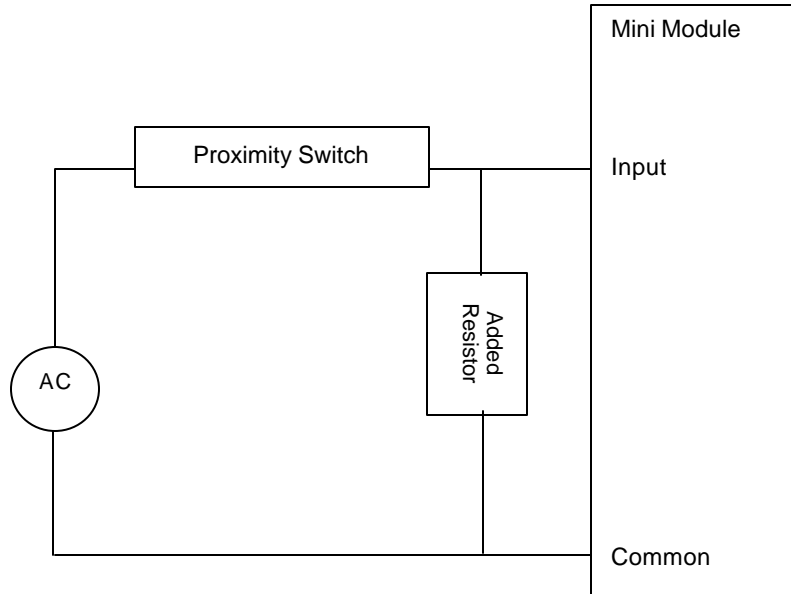 Mini Module
Proximity Switch
Input
Added
Resistor
AC
Common